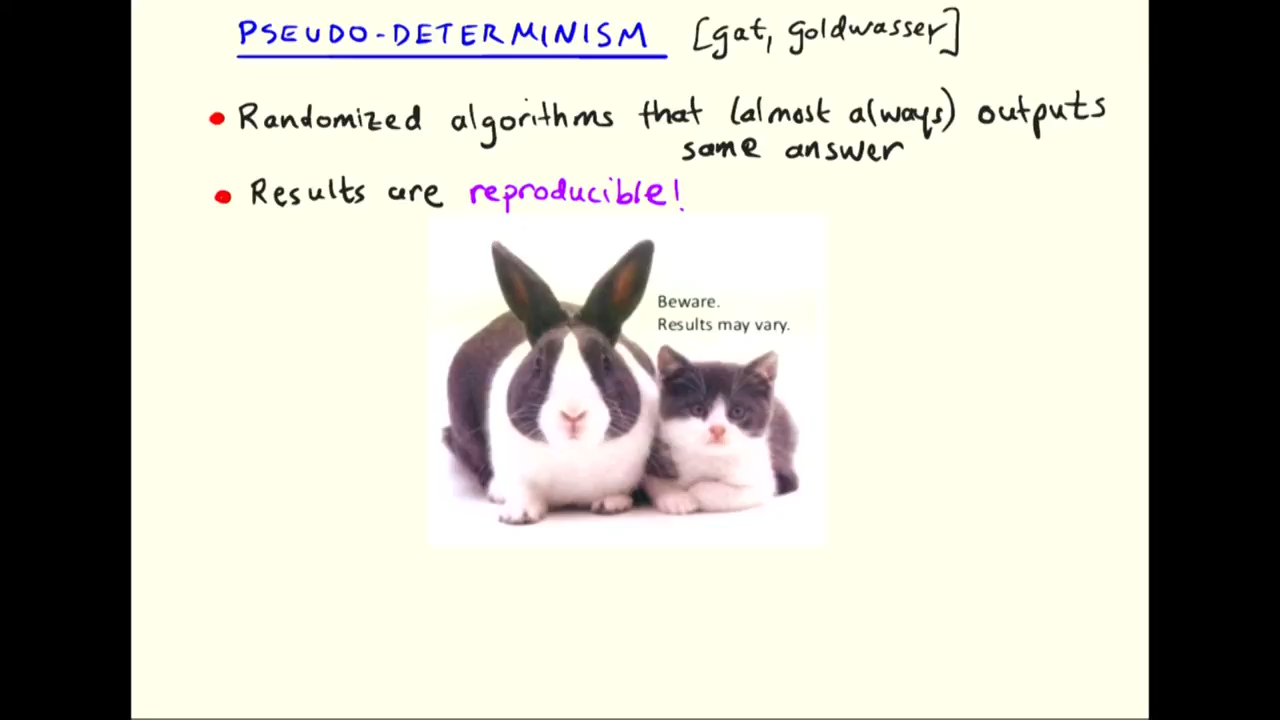 PSEUDO-DETERMINISM [gat, goldwasser]
• Randomized algorithms that (almost always) outputs
same answer
• Results are reproducible!
Beware.
Results may vary.